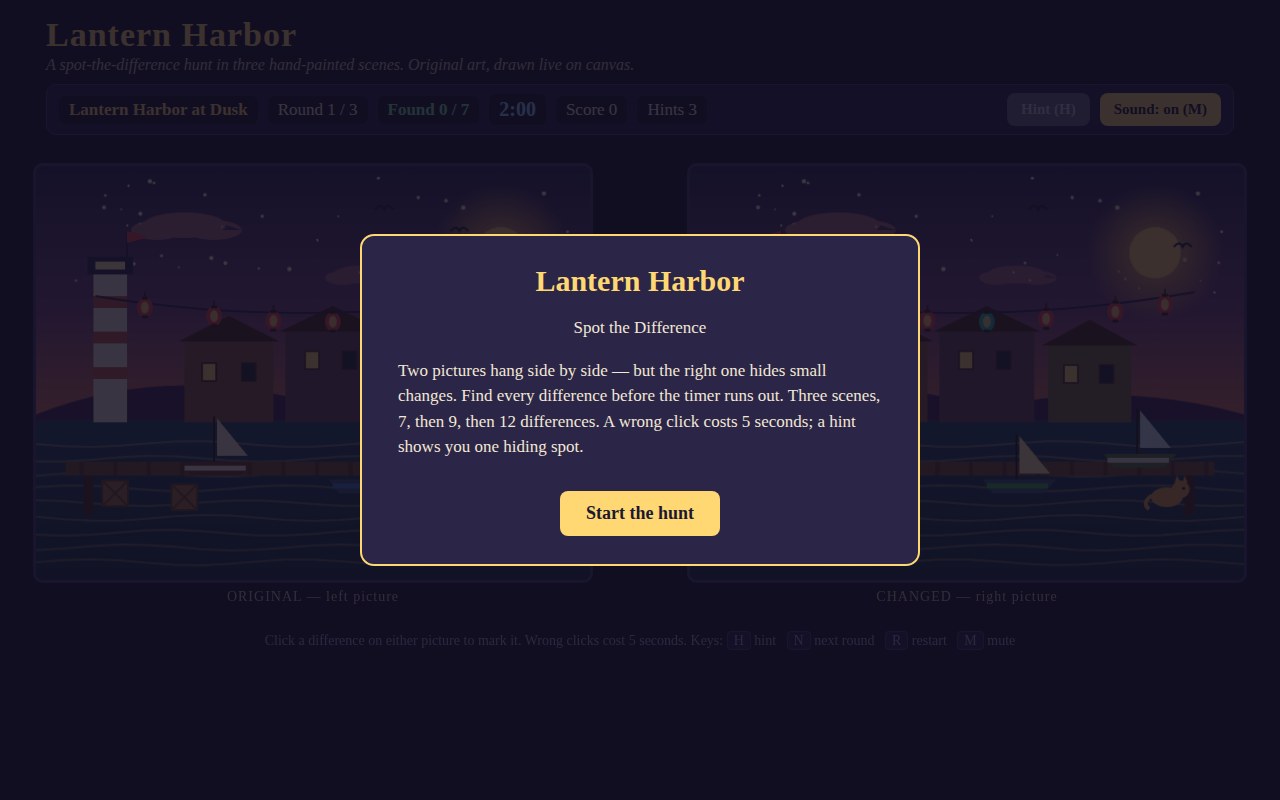 Lantern Harbor
A spot-the-difference hunt in three hand-painted scenes. Original art, drawn live on canvas.
Lantern Harbor at Dusk Round 1 / 3 Found 0 / 7 2:00 Score 0 Hints 3 Hint (H) Sound: on (M)
Lantern Harbor
Spot the Difference
Two pictures hang side by side — but the right one hides small
changes. Find every difference before the timer runs out. Three scenes,
7, then 9, then 12 differences. A wrong click costs 5 seconds; a hint
shows you one hiding spot.
Start the hunt
ORIGINAL — left picture CHANGED — right picture
Click a difference on either picture to mark it. Wrong clicks cost 5 seconds. Keys: H hint N next round R restart M mute